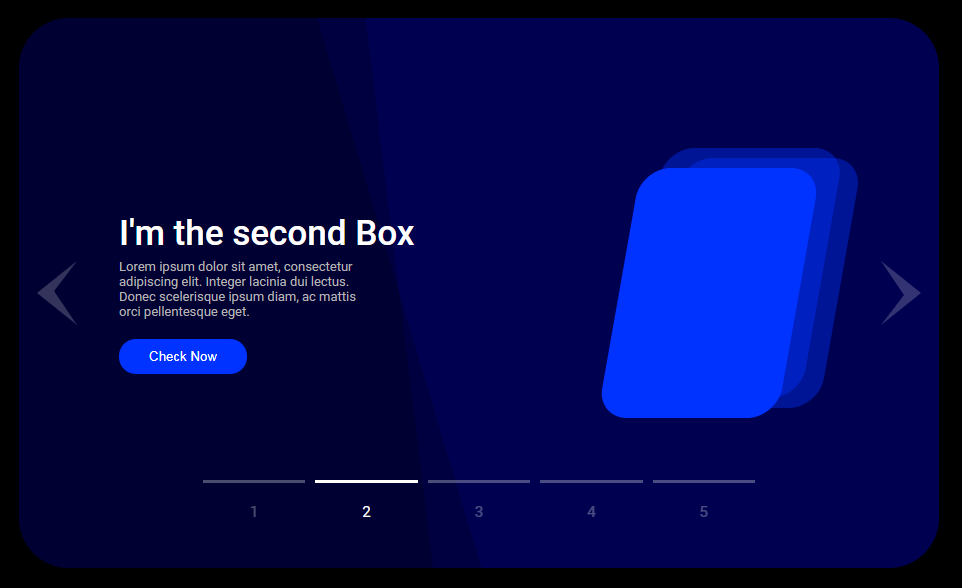 I'm the second Box
Lorem ipsum dolor sit amet, consectetur
adipiscing elit. Integer lacinia dui lectus.
Donec scelerisque ipsum diam, ac mattis
orci pellentesque eget.
Check Now
1 2 3 4 5